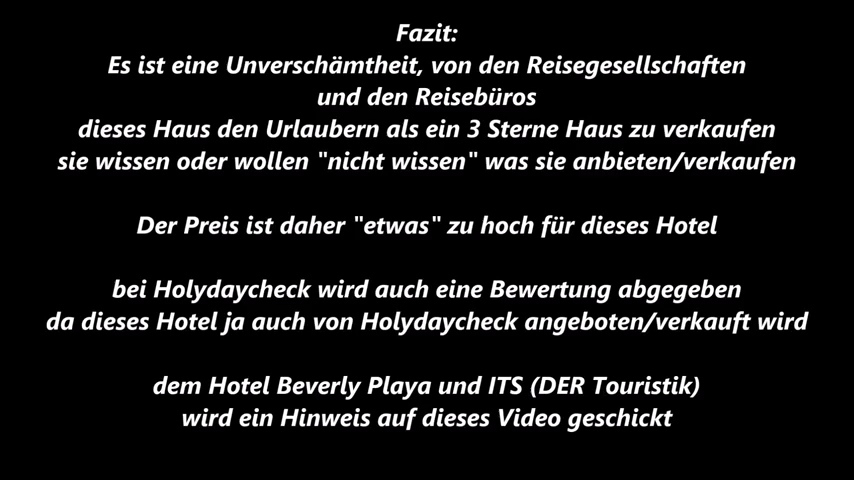 Fazit:
Es ist eine Unverschämtheit, von den Reisegesellschaften
und den Reisebüros
dieses Haus den Urlaubern als ein 3 Sterne Haus zu verkaufen
sie wissen oder wollen "nicht wissen" was sie anbieten/verkaufen
Der Preis ist daher "etwas" zu hoch für dieses Hotel
bei Holydaycheck wird auch eine Bewertung abgegeben
da dieses Hotel ja auch von Holydaycheck angeboten/verkauft wird
dem Hotel Beverly Playa und ITS (DER Touristik)
wird ein Hinweis auf dieses Video geschickt